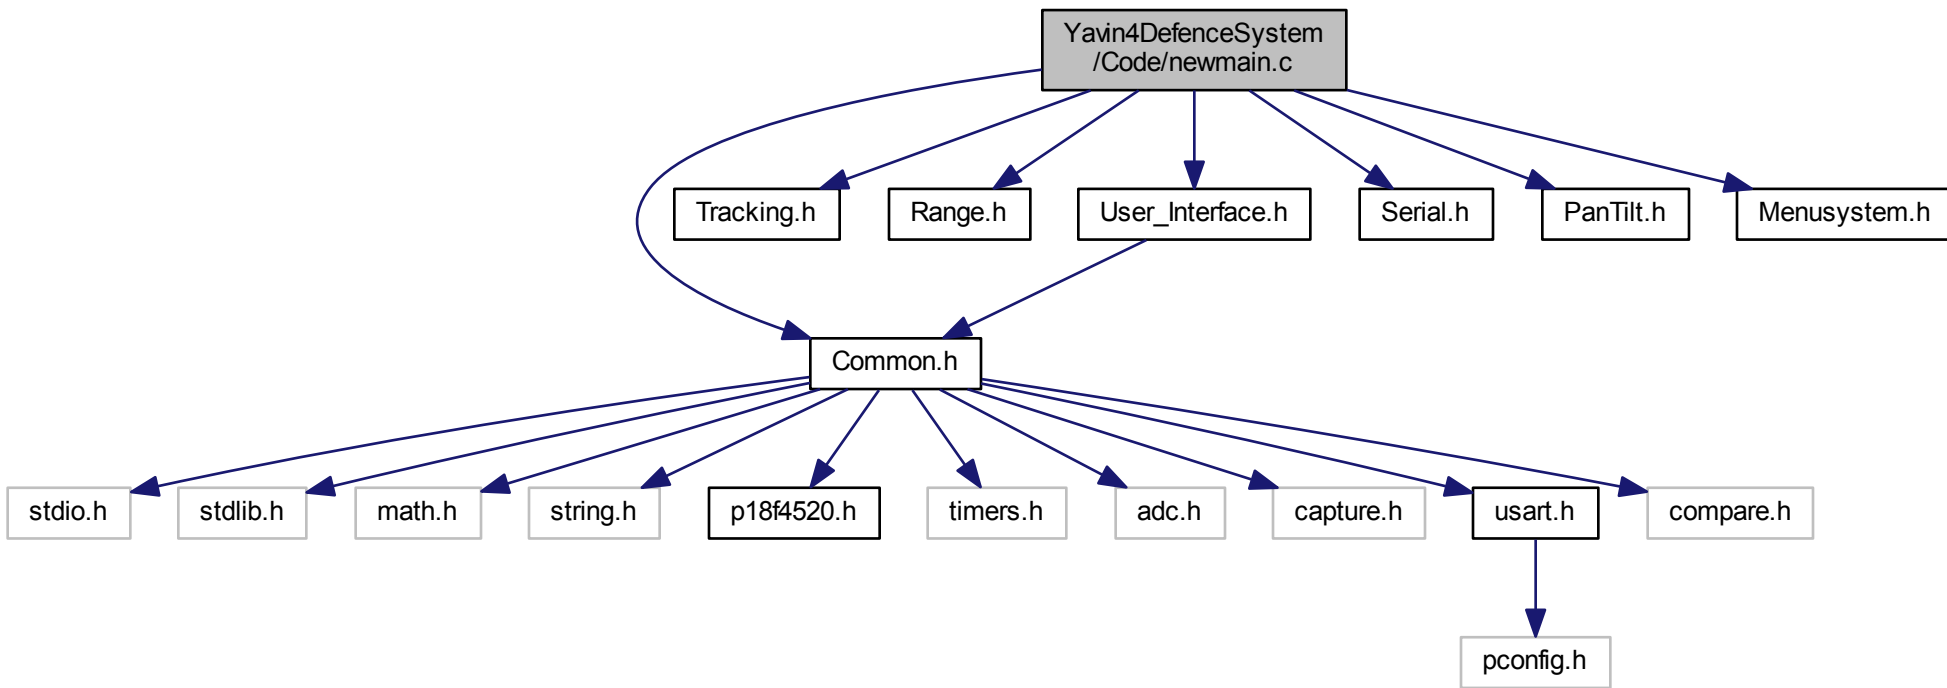 Yavin4DefenceSystem
/Code/newmain.c
Tracking.h
Range.h
User_Interface.h
Serial.h
PanTilt.h
Menusystem.h
Common.h
stdio.h
stdlib.h
math.h
string.h
p18f4520.h
timers.h
adc.h
capture.h
usart.h
compare.h
pconfig.h